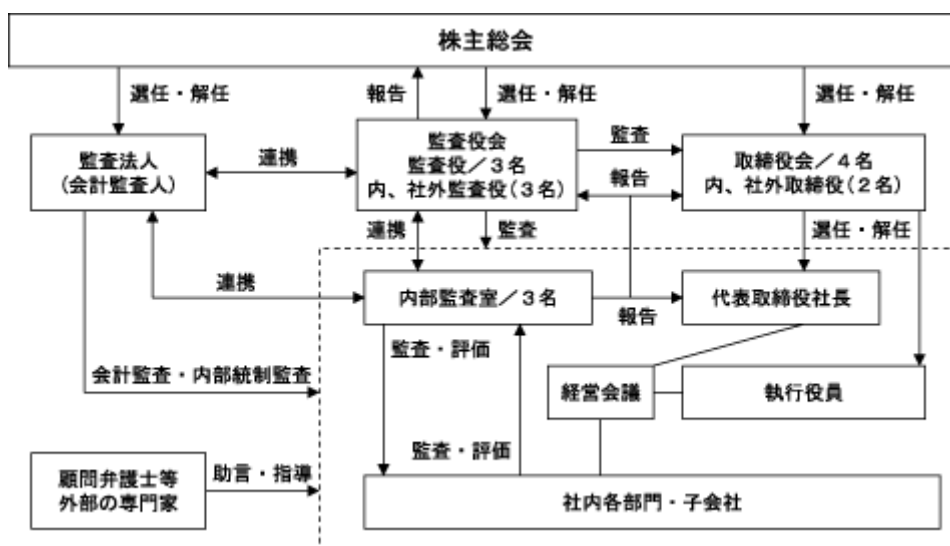 株主総会
選任・解任
報告
選任・解任
選任・解任
監査法人
(会計監査人)
連携
監査役会
監査役/3名
内、社外監査役(3名)
監査
報告
取締役会/4名
内、社外取締役(2名)
連携
監査
選任・解任
連携
内部監査室/3名
報告
代表取締役社長
監査・評価
会計監査・内部統制監査
経営会議
執行役員
監査・評価
顧問弁護士等
外部の専門家
助言・指導
社内各部門・子会社